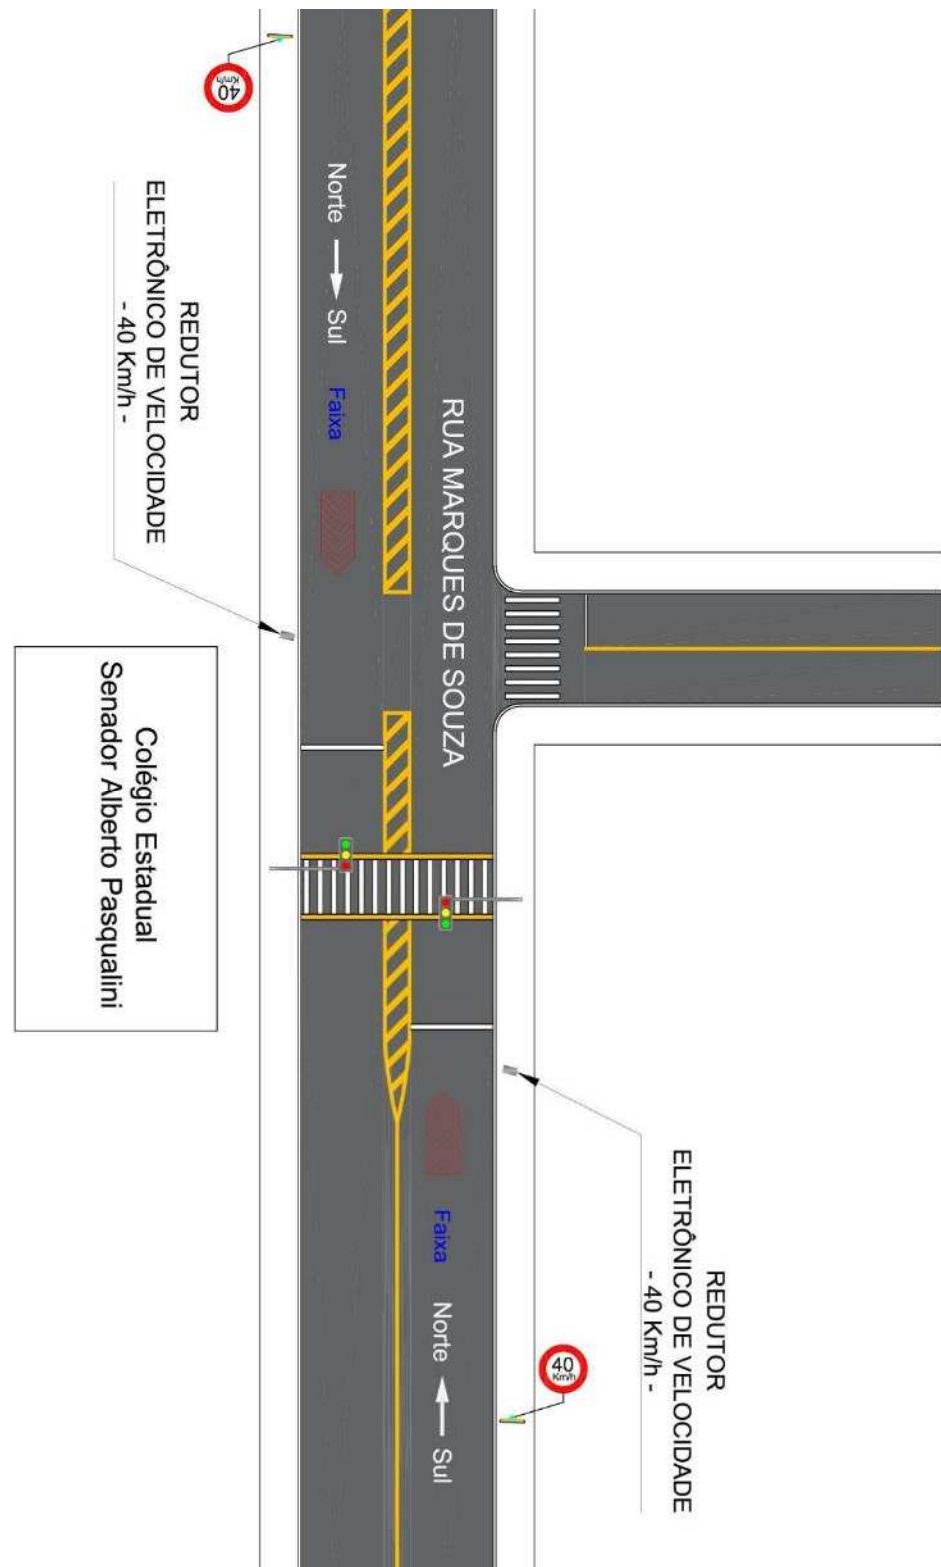 40
Km/h
Norte → Sul
Faixa
REDUTOR
ELETRÔNICO DE VELOCIDADE
- 40 Km/h -
RUA MARQUES DE SOUZA
Colégio Estadual
Senador Alberto Pasqualini
REDUTOR
ELETRÔNICO DE VELOCIDADE
- 40 Km/h -
Faixa
Norte ← Sul
40
Km/h